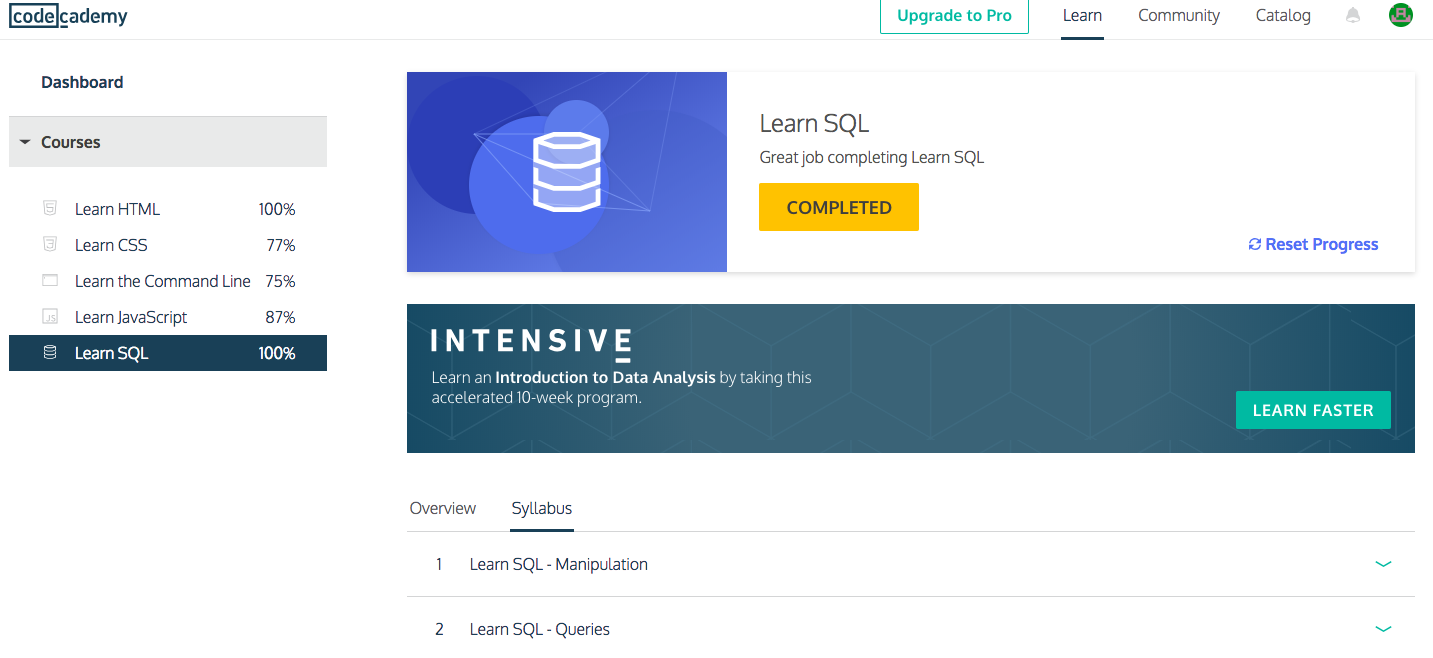 codecademy
Upgrade to Pro
Learn
Community
Catalog
Dashboard
Courses
Learn HTML 100%
Learn CSS 77%
Learn the Command Line 75%
Learn JavaScript 87%
Learn SQL 100%
Learn SQL
Great job completing Learn SQL
COMPLETED
Reset Progress
INTENSIVE
Learn an Introduction to Data Analysis by taking this
accelerated 10-week program.
LEARN FASTER
Overview
Syllabus
1 Learn SQL - Manipulation
2 Learn SQL - Queries